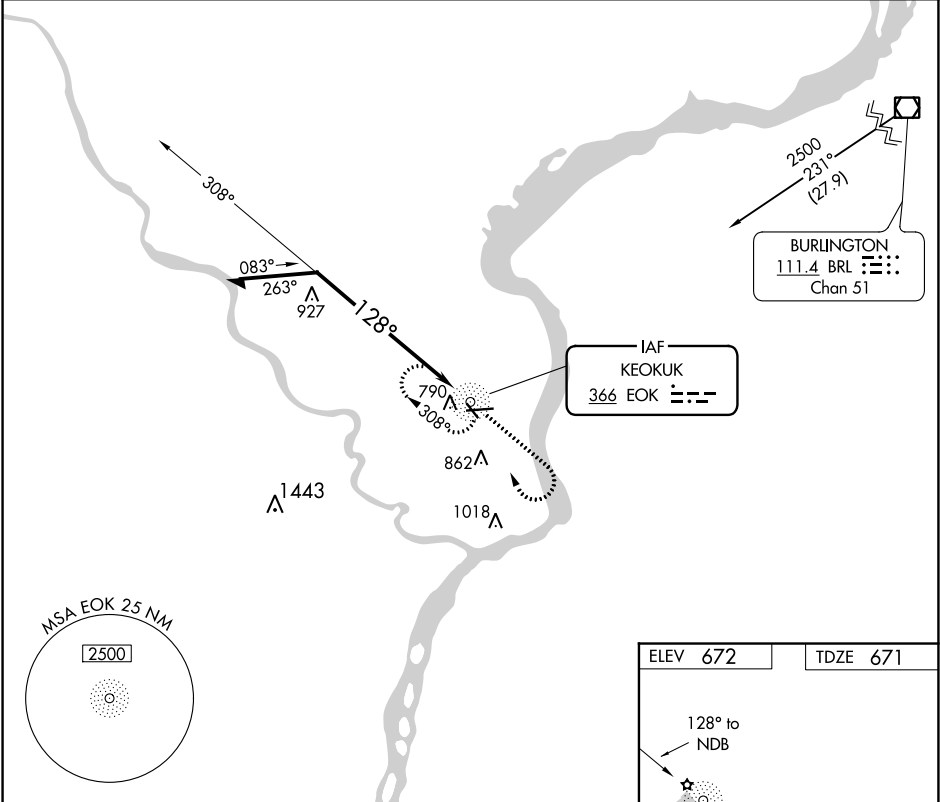 308°
083°
263°
927
128°
2500
231°
(27.9)
BURLINGTON
111.4 BRL
Chan 51
IAF
KEOKUK
366 EOK
790
308°
862
1443
1018
MSA EOK 25 NM
2500
ELEV 672
TDZE 671
128° to
NDB